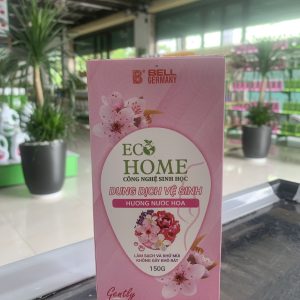 BELL
GERMANY
ECO
HOME
CÔNG NGHỆ SINH HỌC
DUNG DỊCH VỆ SINH
HƯƠNG NƯỚC HOA
LÀM SẠCH VÀ KHỬ MÙI
KHÔNG GÂY KHÔ RÁT
150G
Gently